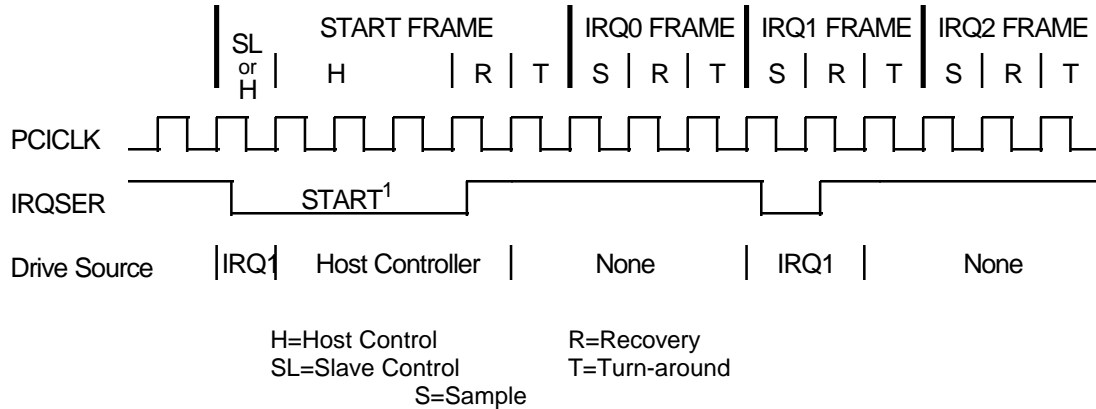 START FRAME IRQ0 FRAME IRQ1 FRAME IRQ2 FRAME
SL
or
H
H R T S R T S R T S R T
PCICLK
IRQSER START1
Drive Source IRQ1 Host Controller None IRQ1 None
H=Host Control R=Recovery
SL=Slave Control T=Turn-around
S=Sample